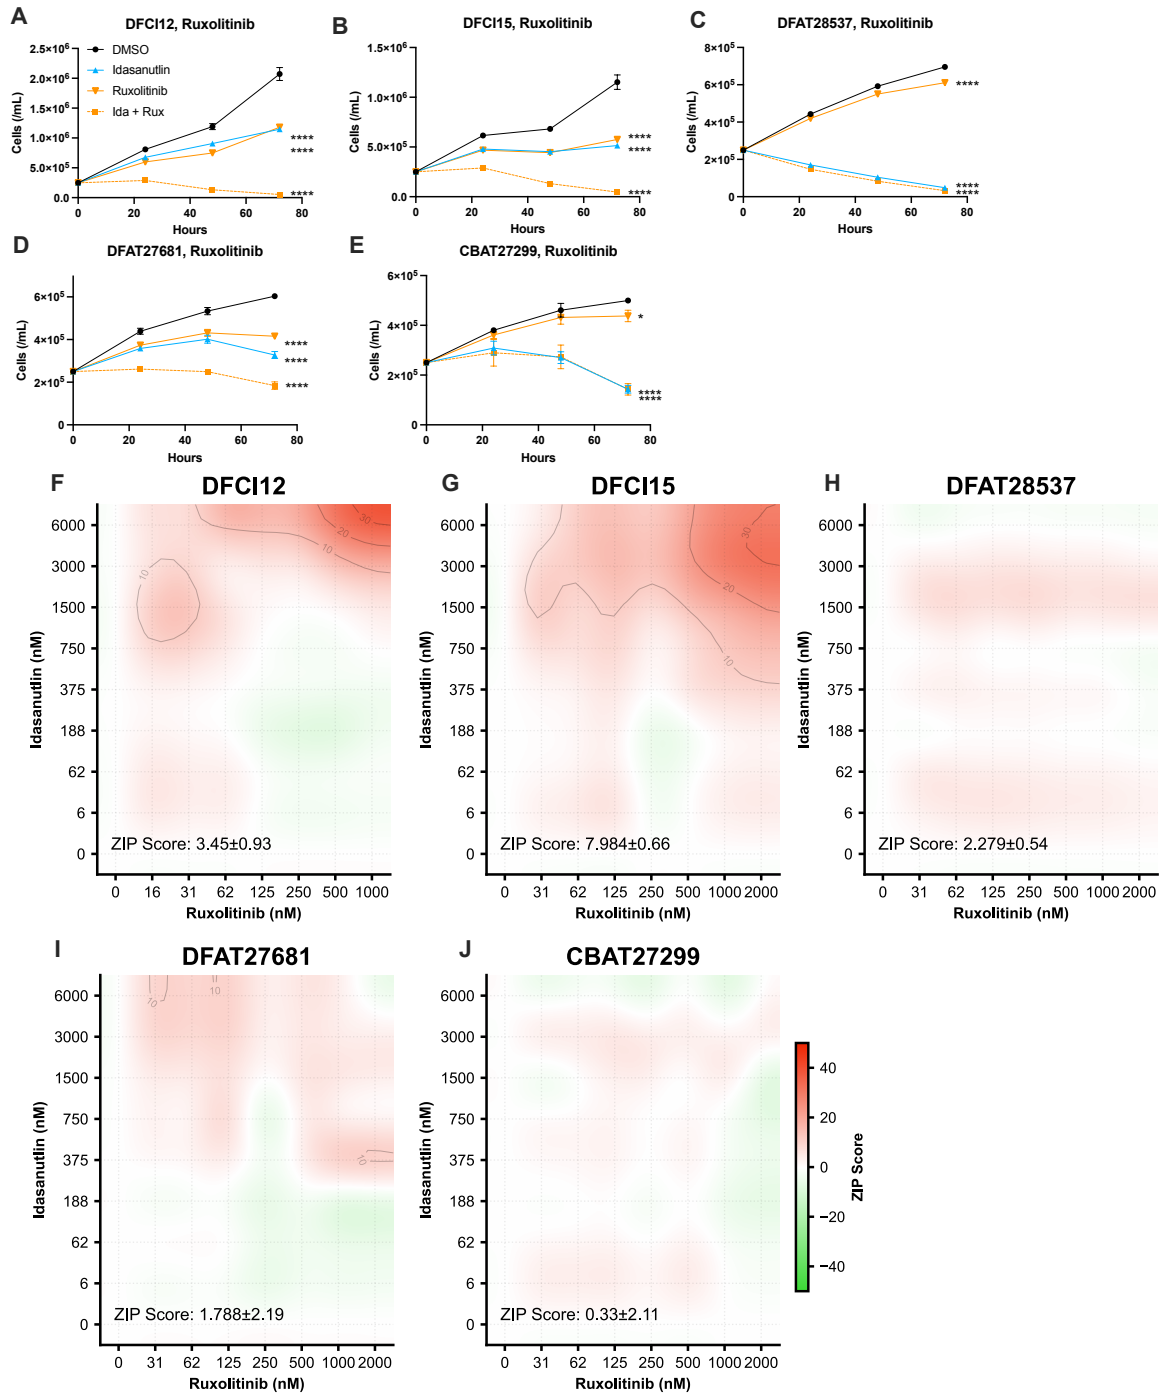 A
DFCI12, Ruxolitinib
2.5×10⁶
2.0×10⁶
1.5×10⁶
1.0×10⁶
5.0×10⁵
0.0
Cells (/mL)
DMSO
Idasanutlin
Ruxolitinib
Ida + Rux
****
****
****
0 20 40 60 80
Hours
B
DFCI15, Ruxolitinib
1.5×10⁶
1.0×10⁶
5.0×10⁵
0.0
Cells (/mL)
****
****
****
0 20 40 60 80
Hours
C
DFAT28537, Ruxolitinib
8×10⁵
6×10⁵
4×10⁵
2×10⁵
0
Cells (/mL)
****
****
****
0 20 40 60 80
Hours
D
DFAT27681, Ruxolitinib
6×10⁵
4×10⁵
2×10⁵
0
Cells (/mL)
****
****
****
0 20 40 60 80
Hours
E
CBAT27299, Ruxolitinib
6×10⁵
4×10⁵
2×10⁵
0
Cells (/mL)
*
****
****
0 20 40 60 80
Hours
F
DFCI12
6000
3000
1500
750
375
188
62
6
0
Idasanutlin (nM)
30
20
10
10
ZIP Score: 3.45±0.93
0 16 31 62 125 250 500 1000
Ruxolitinib (nM)
G
DFCI15
6000
3000
1500
750
375
188
62
6
0
Idasanutlin (nM)
30
20
10
10
ZIP Score: 7.984±0.66
0 31 62 125 250 500 1000 2000
Ruxolitinib (nM)
H
DFAT28537
6000
3000
1500
750
375
188
62
6
0
Idasanutlin (nM)
ZIP Score: 2.279±0.54
0 31 62 125 250 500 1000 2000
Ruxolitinib (nM)
I
DFAT27681
6000
3000
1500
750
375
188
62
6
0
Idasanutlin (nM)
10
10
10
ZIP Score: 1.788±2.19
0 31 62 125 250 500 1000 2000
Ruxolitinib (nM)
J
CBAT27299
6000
3000
1500
750
375
188
62
6
0
Idasanutlin (nM)
ZIP Score: 0.33±2.11
0 31 62 125 250 500 1000 2000
Ruxolitinib (nM)
40
20
0
−20
−40
ZIP Score